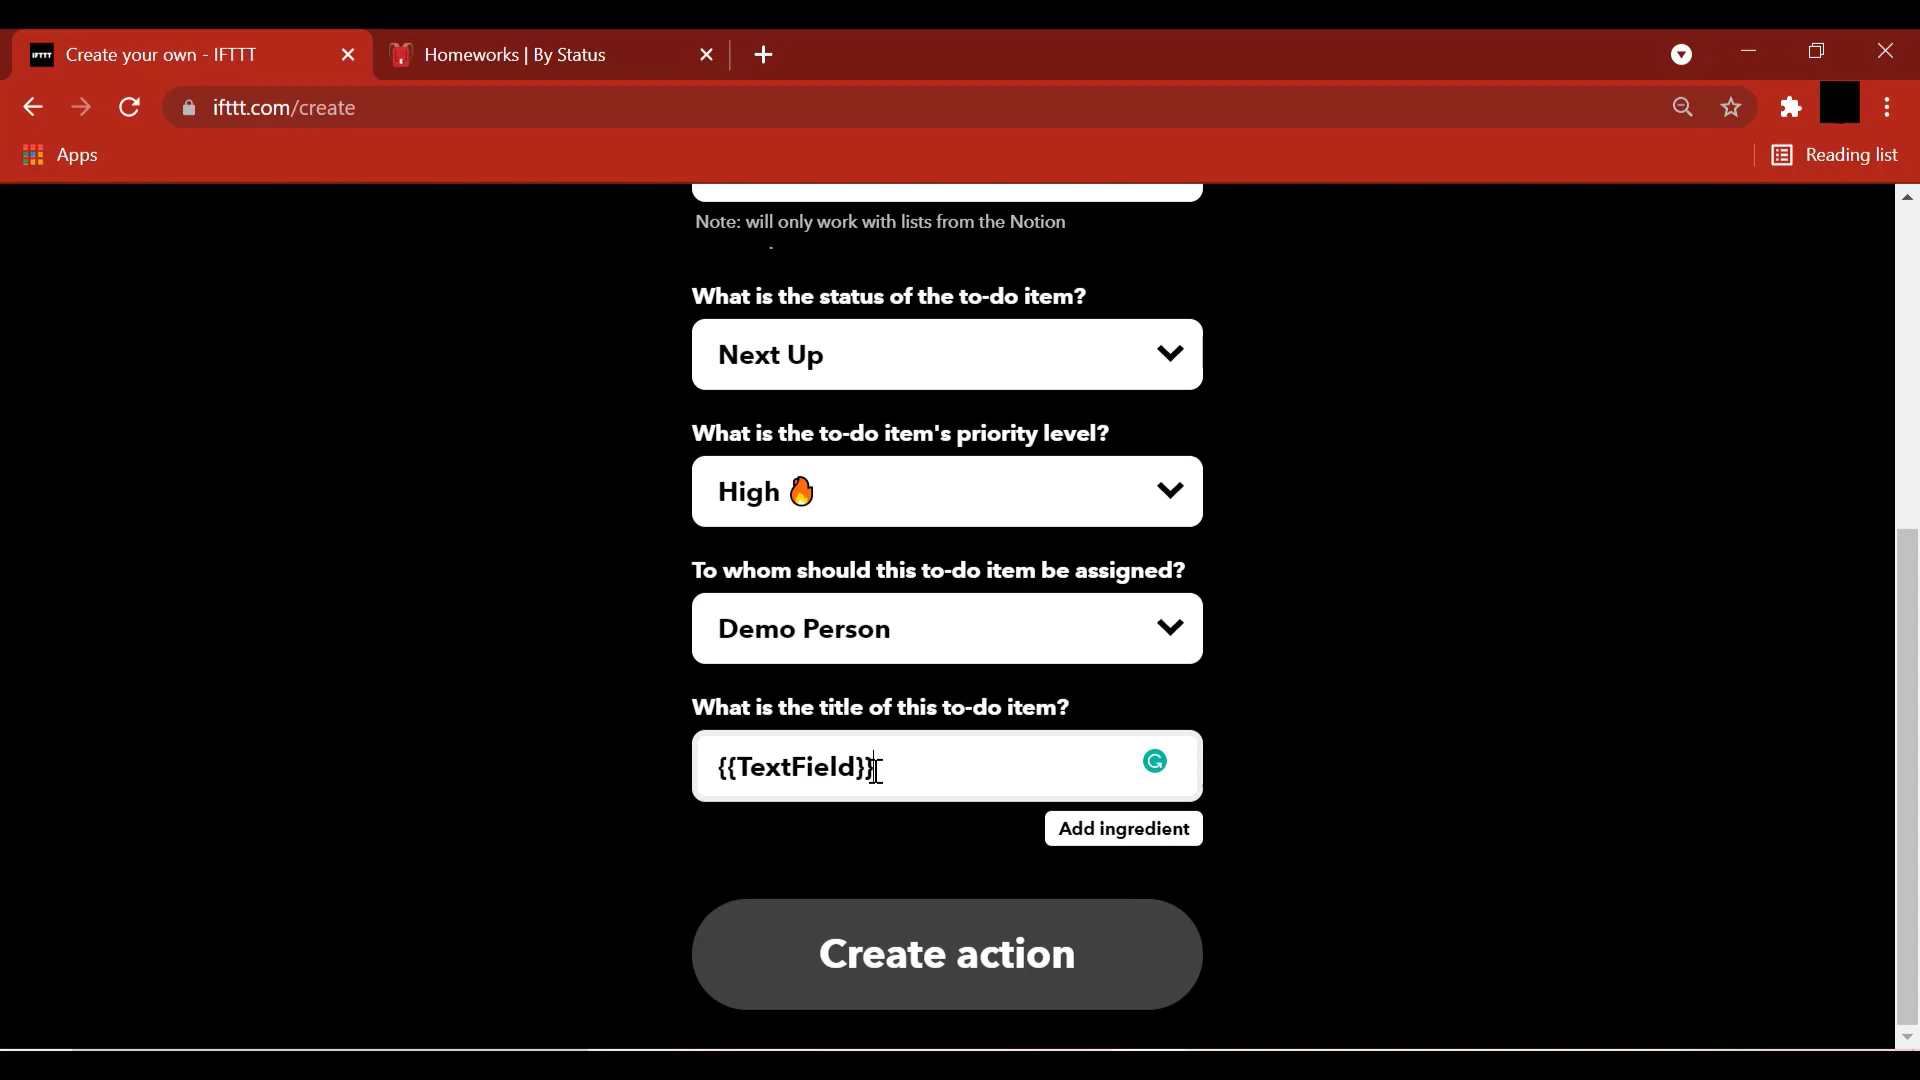 IFTTT Create your own - IFTTT
Homeworks | By Status
ifttt.com/create
Apps
Reading list
Note: will only work with lists from the Notion
What is the status of the to-do item?
Next Up
What is the to-do item's priority level?
High 🔥
To whom should this to-do item be assigned?
Demo Person
What is the title of this to-do item?
{{TextField}}
Add ingredient
Create action